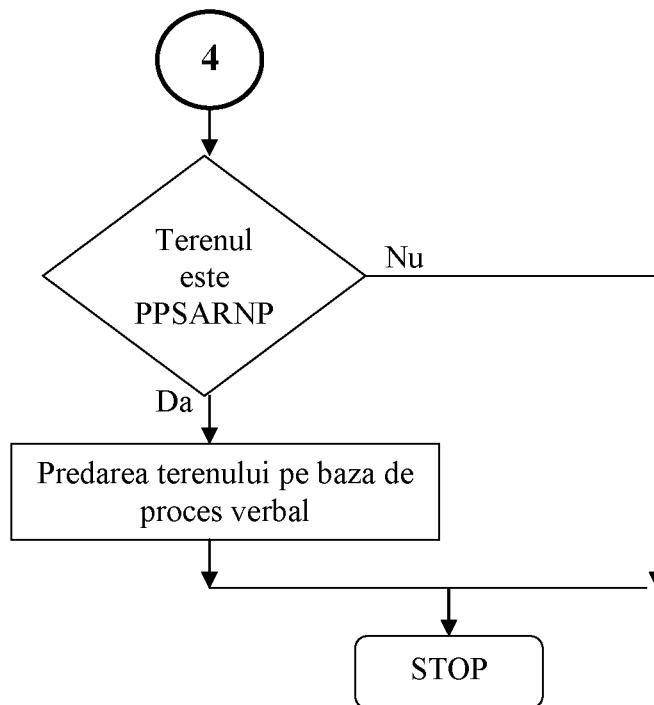 4
Terenul
este
PPSARNP
Nu
Da
Predarea terenului pe baza de
proces verbal
STOP